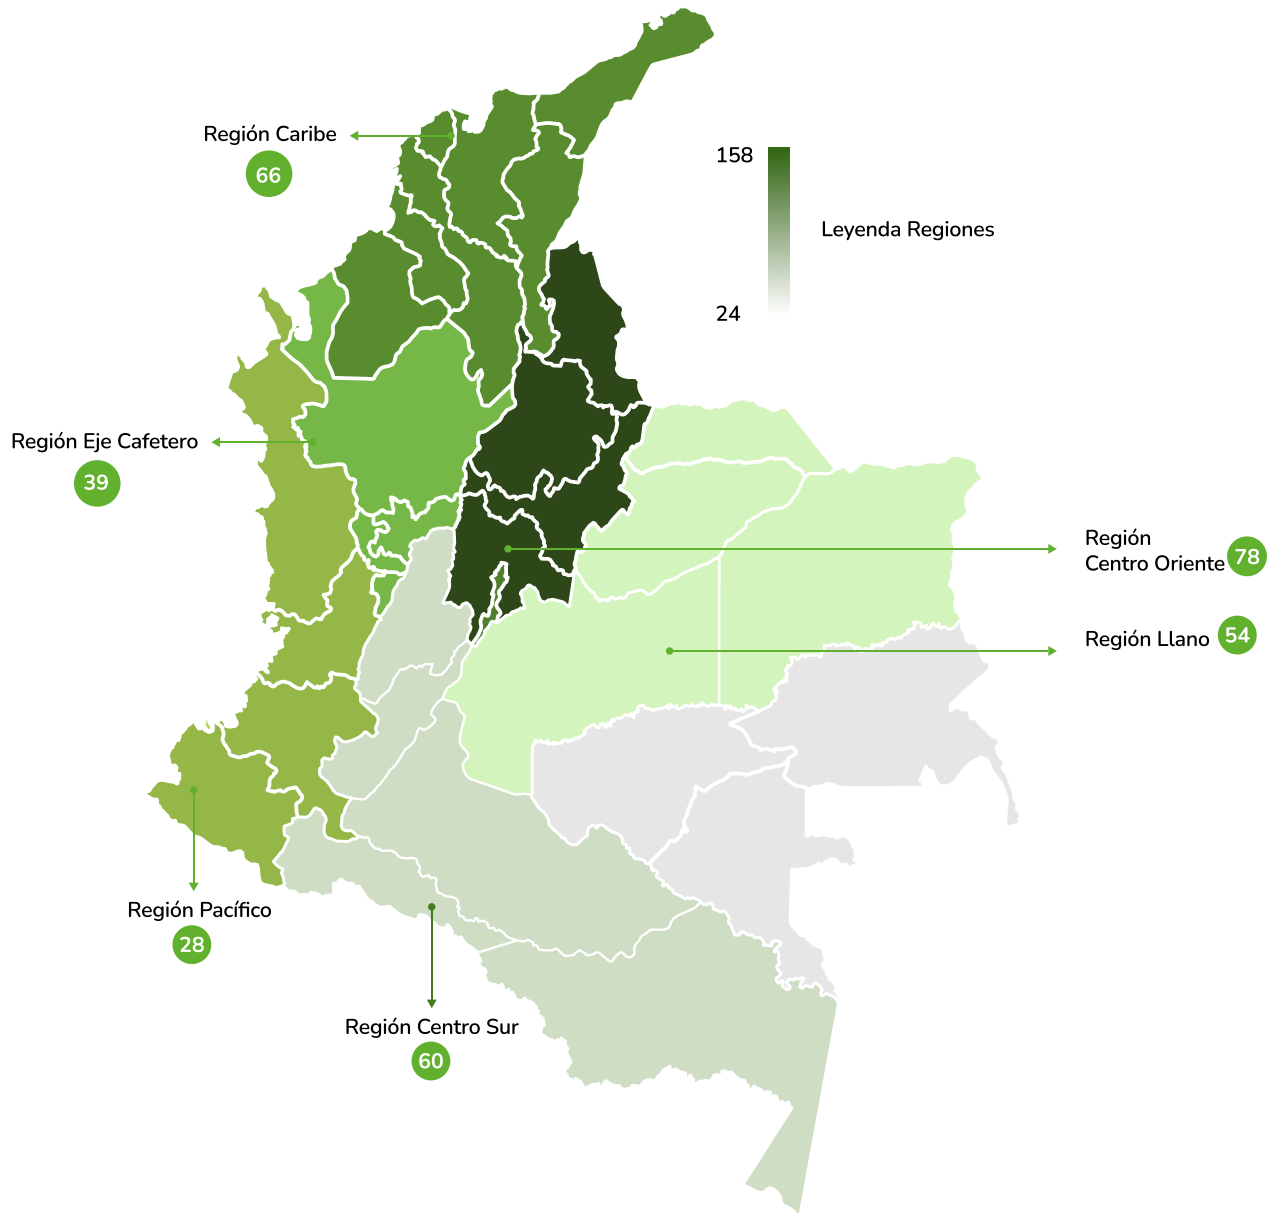 Región Caribe
66
158
Leyenda Regiones
24
Región Eje Cafetero
39
Región
Centro Oriente
78
Región Llano
54
Región Pacífico
28
Región Centro Sur
60